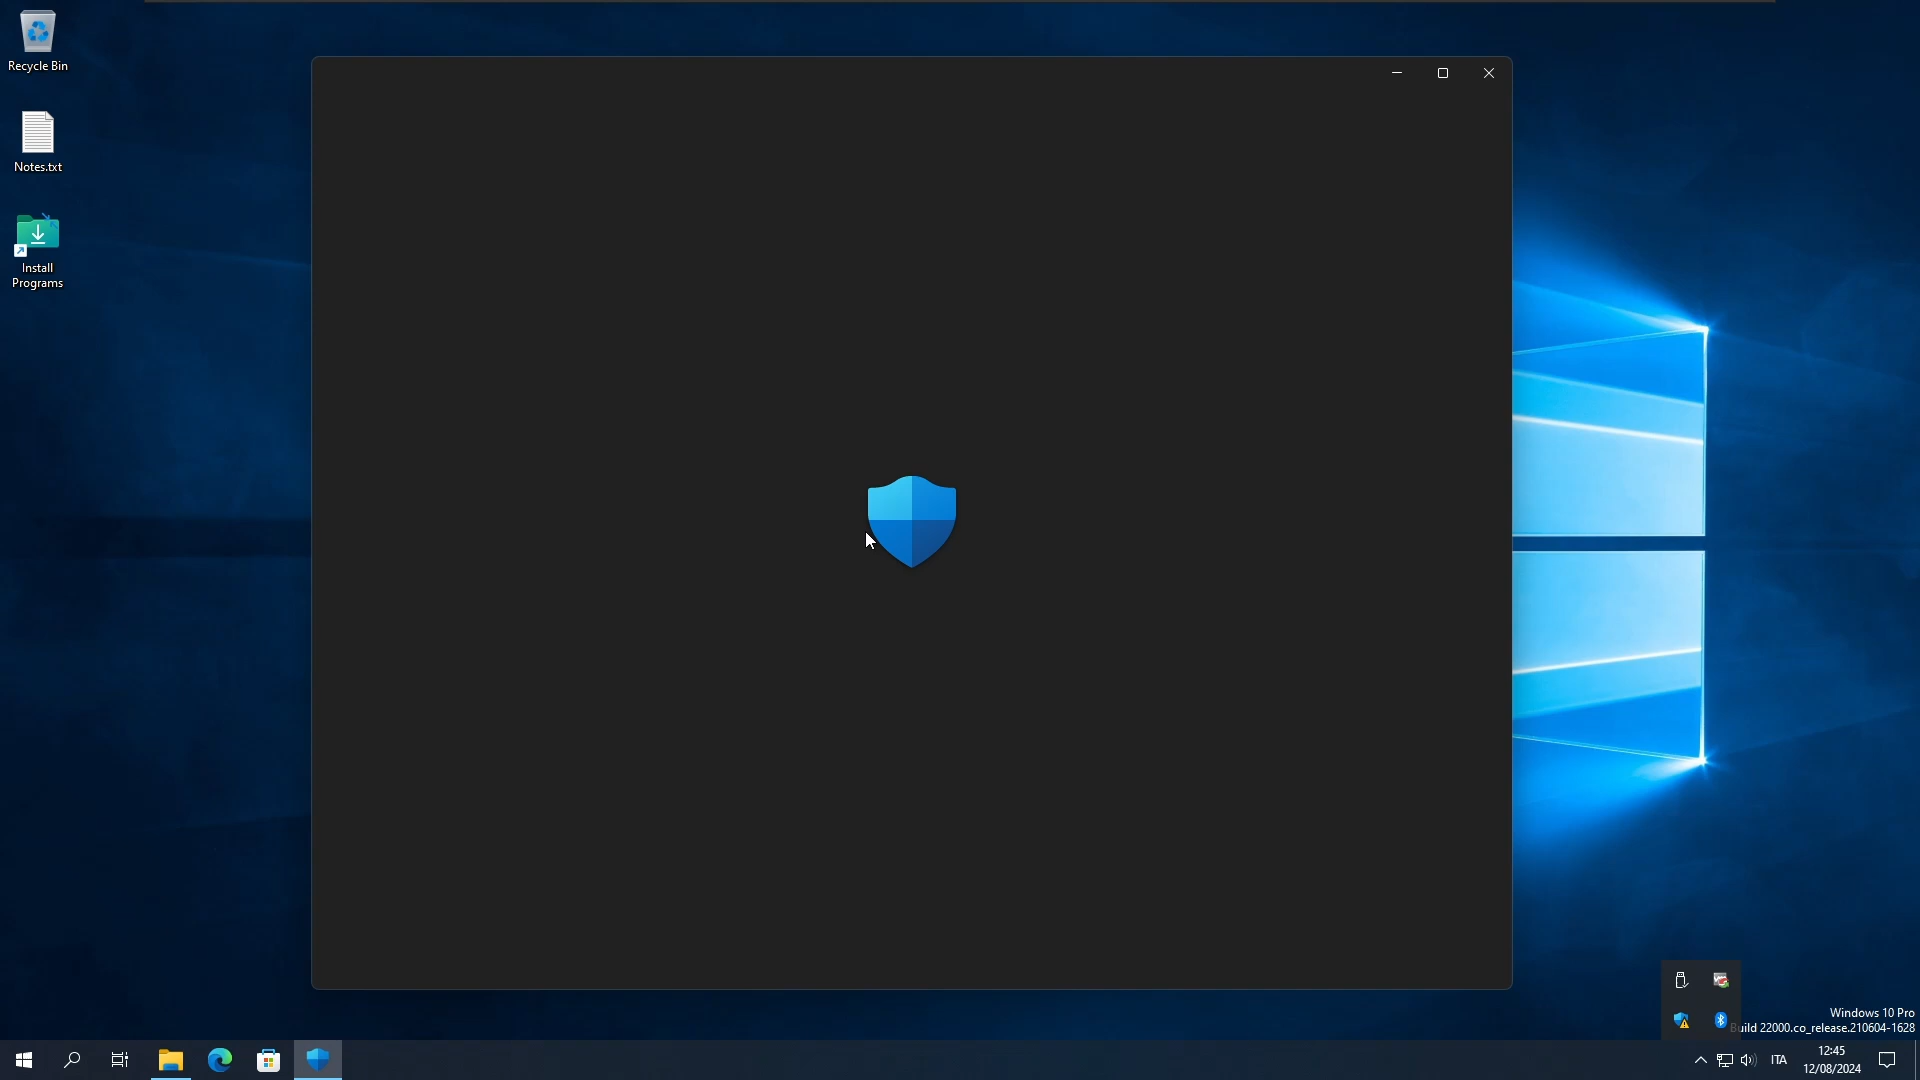 Recycle Bin
Notes.txt
Install
Programs
Windows 10 Pro
Build 22000.co_release.210604-1628
ITA
12:45
12/08/2024